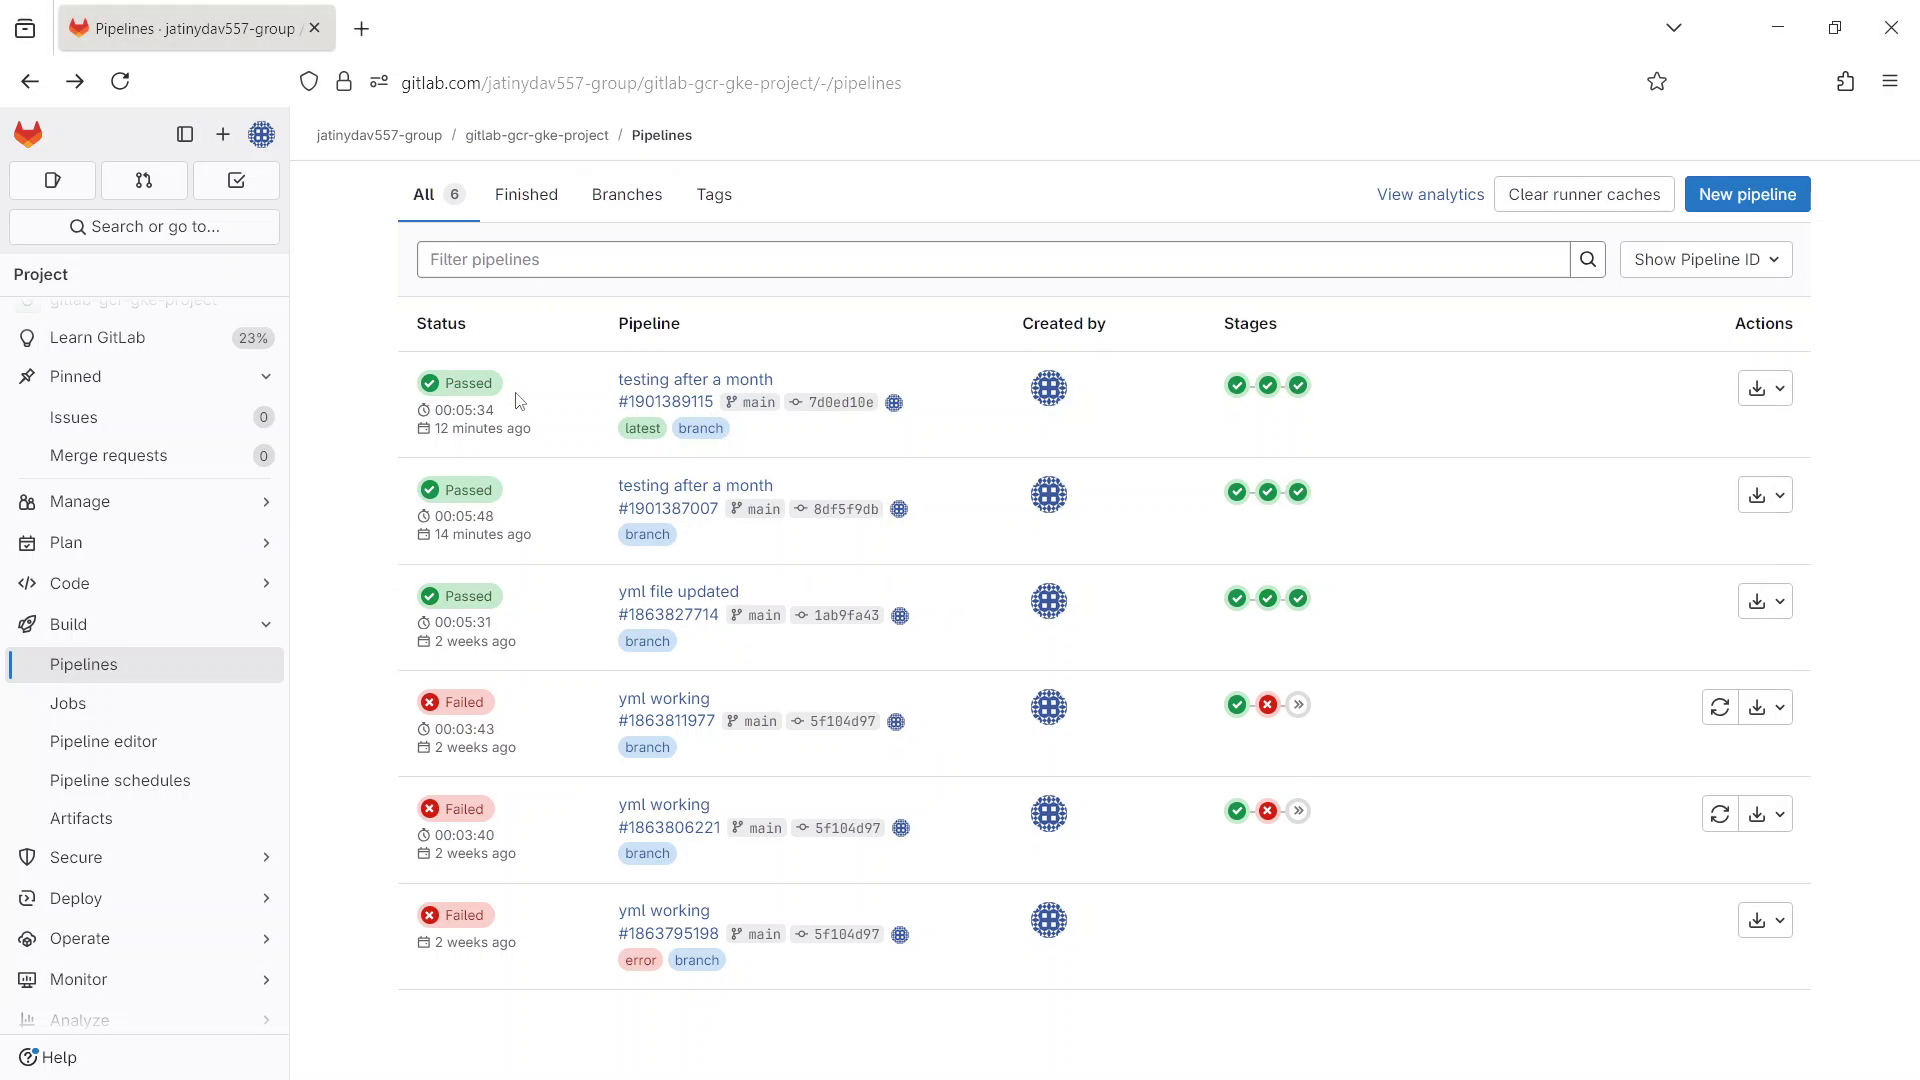 Pipelines · jatinydav557-group /
gitlab.com/jatinydav557-group/gitlab-gcr-gke-project/-/pipelines
jatinydav557-group / gitlab-gcr-gke-project / Pipelines
Search or go to...
Project
gitlab-gcr-gke-project
Learn GitLab 23%
Pinned
Issues 0
Merge requests 0
Manage
Plan
Code
Build
Pipelines
Jobs
Pipeline editor
Pipeline schedules
Artifacts
Secure
Deploy
Operate
Monitor
Analyze
Help
All 6 Finished Branches Tags View analytics Clear runner caches New pipeline
Filter pipelines Show Pipeline ID
Status Pipeline Created by Stages Actions
Passed testing after a month
00:05:34 #1901389115 main 7d0ed10e
12 minutes ago latest branch
Passed testing after a month
00:05:48 #1901387007 main 8df5f9db
14 minutes ago branch
Passed yml file updated
00:05:31 #1863827714 main 1ab9fa43
2 weeks ago branch
Failed yml working
00:03:43 #1863811977 main 5f104d97
2 weeks ago branch
Failed yml working
00:03:40 #1863806221 main 5f104d97
2 weeks ago branch
Failed yml working
2 weeks ago #1863795198 main 5f104d97
error branch